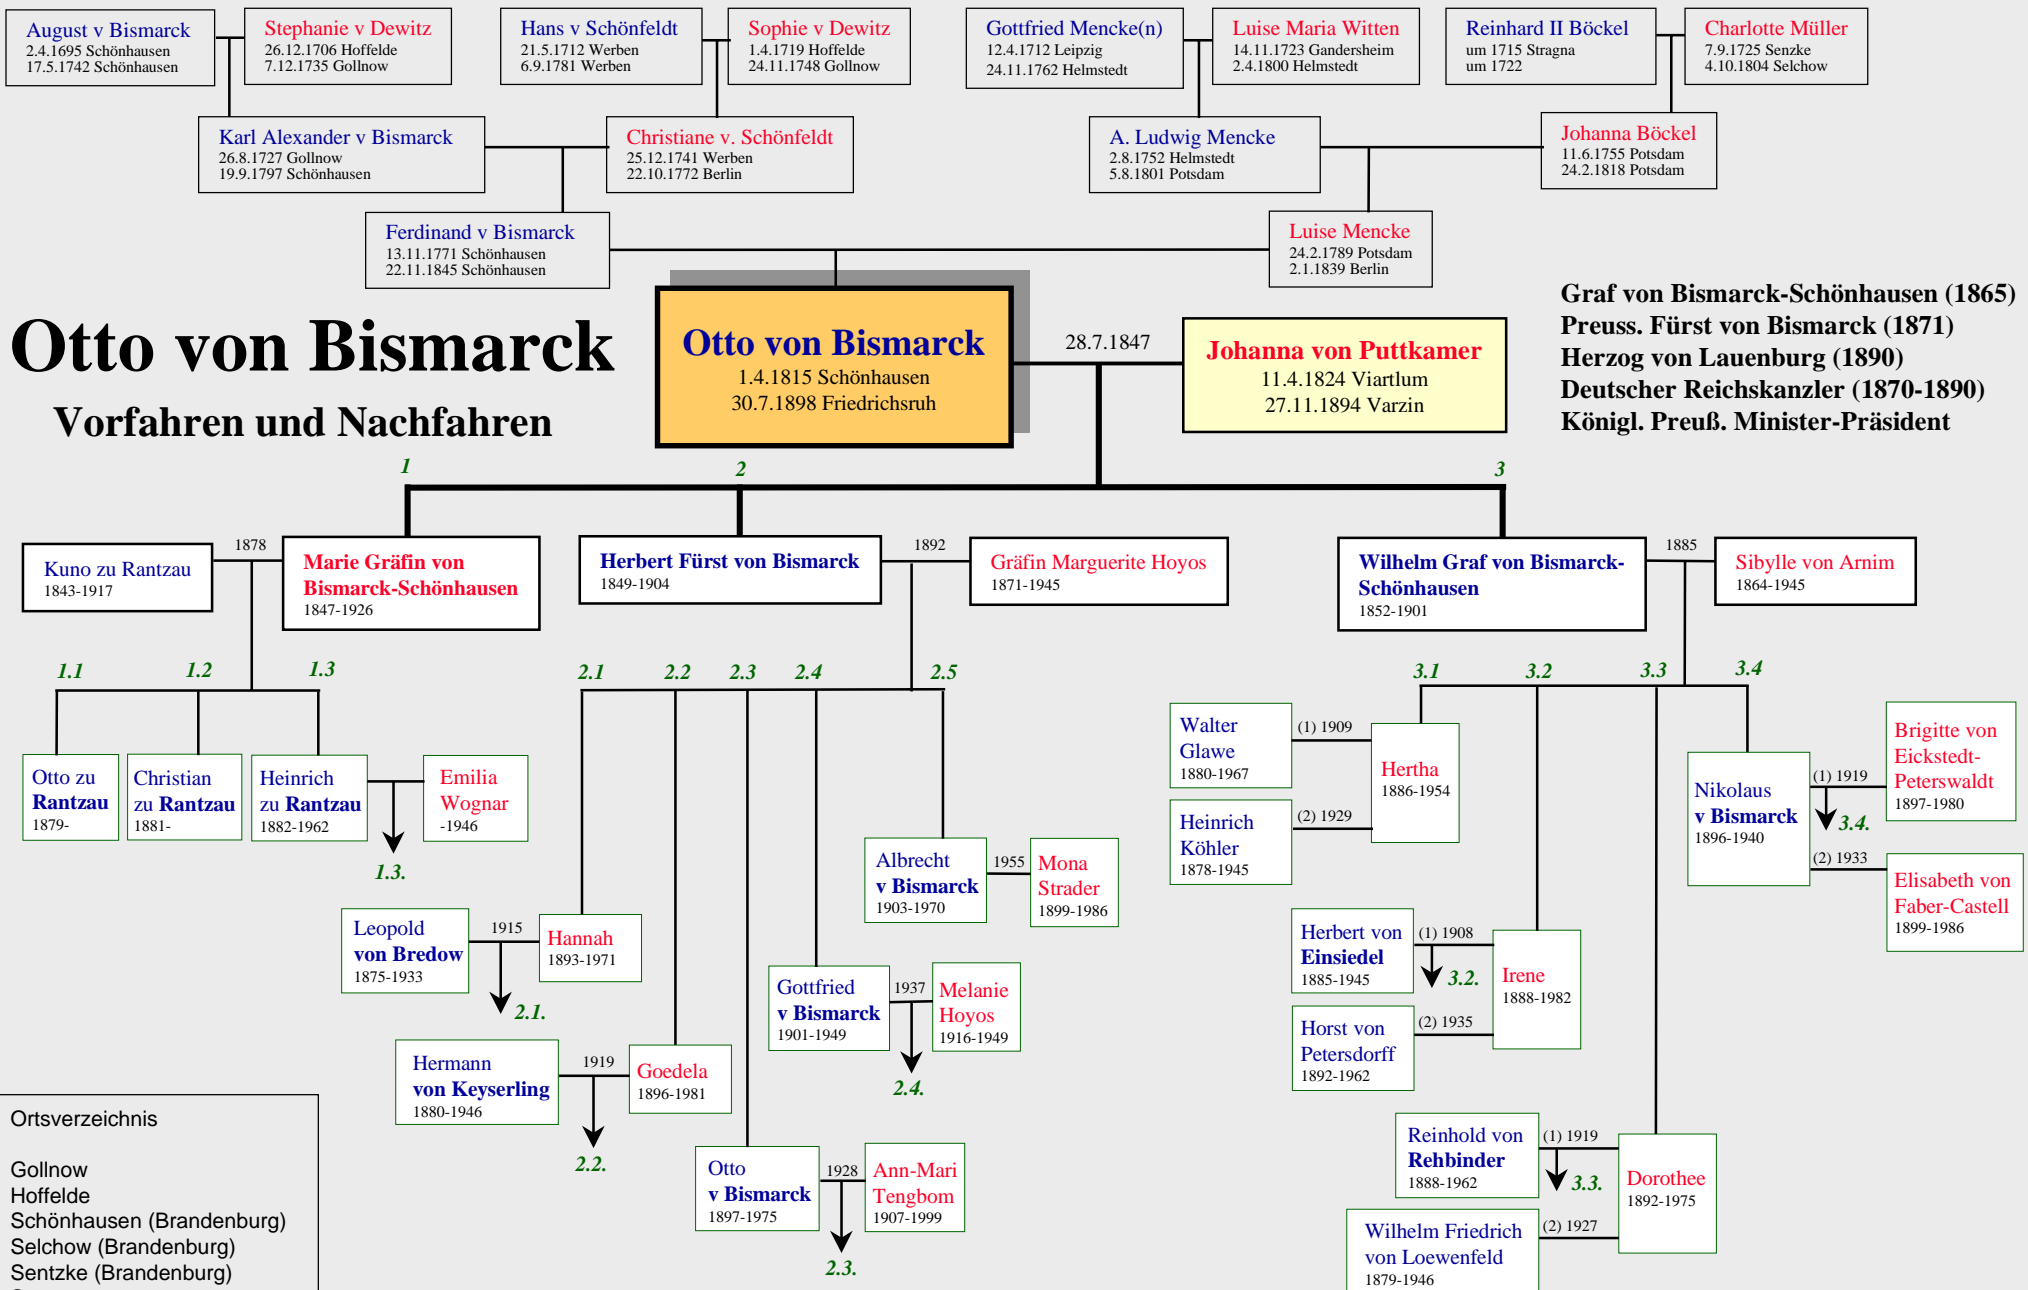 August v Bismarck
2.4.1695 Schönhausen
17.5.1742 Schönhausen
Stephanie v Dewitz
26.12.1706 Hoffelde
7.12.1735 Gollnow
Hans v Schönfeldt
21.5.1712 Werben
6.9.1781 Werben
Sophie v Dewitz
1.4.1719 Hoffelde
24.11.1748 Gollnow
Gottfried Mencke(n)
12.4.1712 Leipzig
24.11.1762 Helmstedt
Luise Maria Witten
14.11.1723 Gandersheim
2.4.1800 Helmstedt
Reinhard II Böckel
um 1715 Stragna
um 1722
Charlotte Müller
7.9.1725 Senzke
4.10.1804 Selchow
Karl Alexander v Bismarck
26.8.1727 Gollnow
19.9.1797 Schönhausen
Christiane v. Schönfeldt
25.12.1741 Werben
22.10.1772 Berlin
A. Ludwig Mencke
2.8.1752 Helmstedt
5.8.1801 Potsdam
Johanna Böckel
11.6.1755 Potsdam
24.2.1818 Potsdam
Ferdinand v Bismarck
13.11.1771 Schönhausen
22.11.1845 Schönhausen
Luise Mencke
24.2.1789 Potsdam
2.1.1839 Berlin
Otto von Bismarck
Vorfahren und Nachfahren
Otto von Bismarck
1.4.1815 Schönhausen
30.7.1898 Friedrichsruh
28.7.1847
Johanna von Puttkamer
11.4.1824 Viartlum
27.11.1894 Varzin
Graf von Bismarck-Schönhausen (1865)
Preuss. Fürst von Bismarck (1871)
Herzog von Lauenburg (1890)
Deutscher Reichskanzler (1870-1890)
Königl. Preuß. Minister-Präsident
1
2
3
Kuno zu Rantzau
1843-1917
1878
Marie Gräfin von
Bismarck-Schönhausen
1847-1926
Herbert Fürst von Bismarck
1849-1904
1892
Gräfin Marguerite Hoyos
1871-1945
Wilhelm Graf von Bismarck-
Schönhausen
1852-1901
1885
Sibylle von Arnim
1864-1945
1.1
1.2
1.3
2.1
2.2
2.3
2.4
2.5
3.1
3.2
3.3
3.4
Otto zu
Rantzau
1879-
Christian
zu Rantzau
1881-
Heinrich
zu Rantzau
1882-1962
Emilia
Wognar
-1946
1.3.
Leopold
von Bredow
1875-1933
1915
Hannah
1893-1971
2.1.
Hermann
von Keyserling
1880-1946
1919
Goedela
1896-1981
2.2.
Otto
v Bismarck
1897-1975
1928
Ann-Mari
Tengbom
1907-1999
2.3.
Gottfried
v Bismarck
1901-1949
1937
Melanie
Hoyos
1916-1949
2.4.
Albrecht
v Bismarck
1903-1970
1955
Mona
Strader
1899-1986
Walter
Glawe
1880-1967
(1) 1909
Hertha
1886-1954
Heinrich
Köhler
1878-1945
(2) 1929
Herbert von
Einsiedel
1885-1945
(1) 1908
3.2.
Irene
1888-1982
Horst von
Petersdorff
1892-1962
(2) 1935
Reinhold von
Rehbinder
1888-1962
(1) 1919
3.3.
Dorothee
1892-1975
Wilhelm Friedrich
von Loewenfeld
1879-1946
(2) 1927
Nikolaus
v Bismarck
1896-1940
(1) 1919
3.4.
Brigitte von
Eickstedt-
Peterswaldt
1897-1980
(2) 1933
Elisabeth von
Faber-Castell
1899-1986
Ortsverzeichnis
Gollnow
Hoffelde
Schönhausen (Brandenburg)
Selchow (Brandenburg)
Sentzke (Brandenburg)